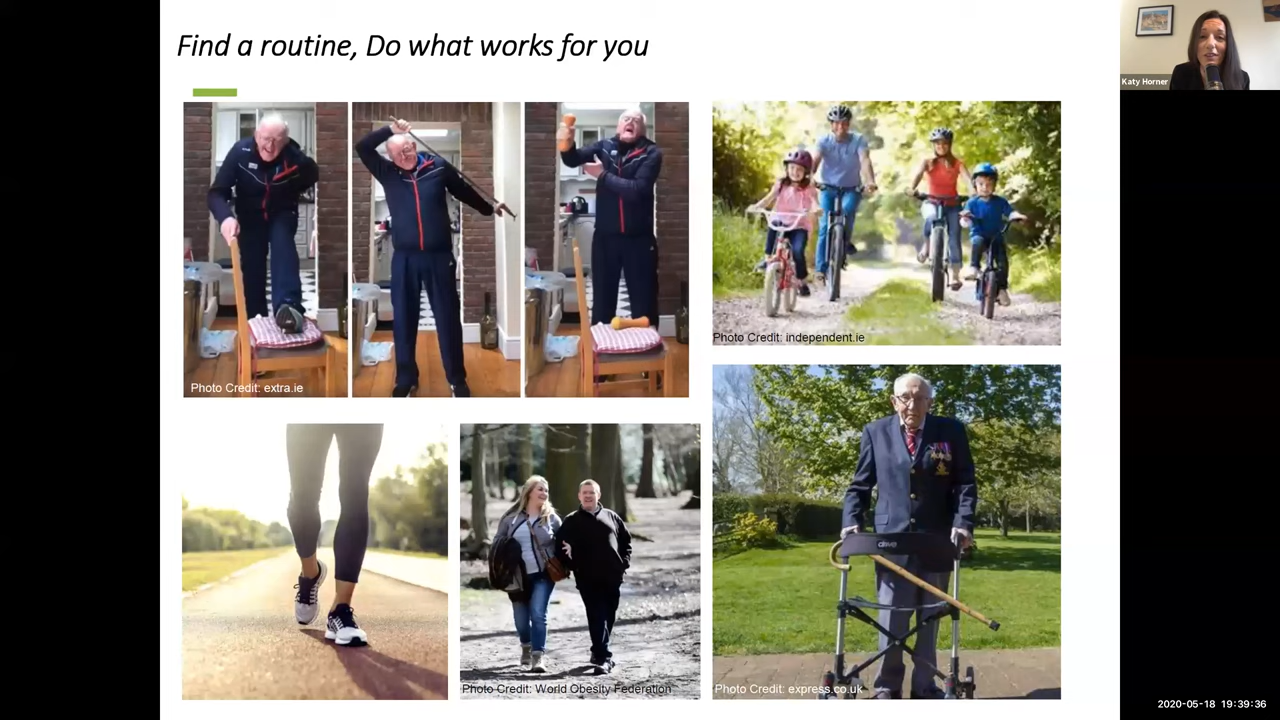 Find a routine, Do what works for you
Katy Horner
Photo Credit: extra.ie
Photo Credit: independent.ie
drive
Photo Credit: World Obesity Federation
Photo Credit: express.co.uk
2020-05-18 19:39:36